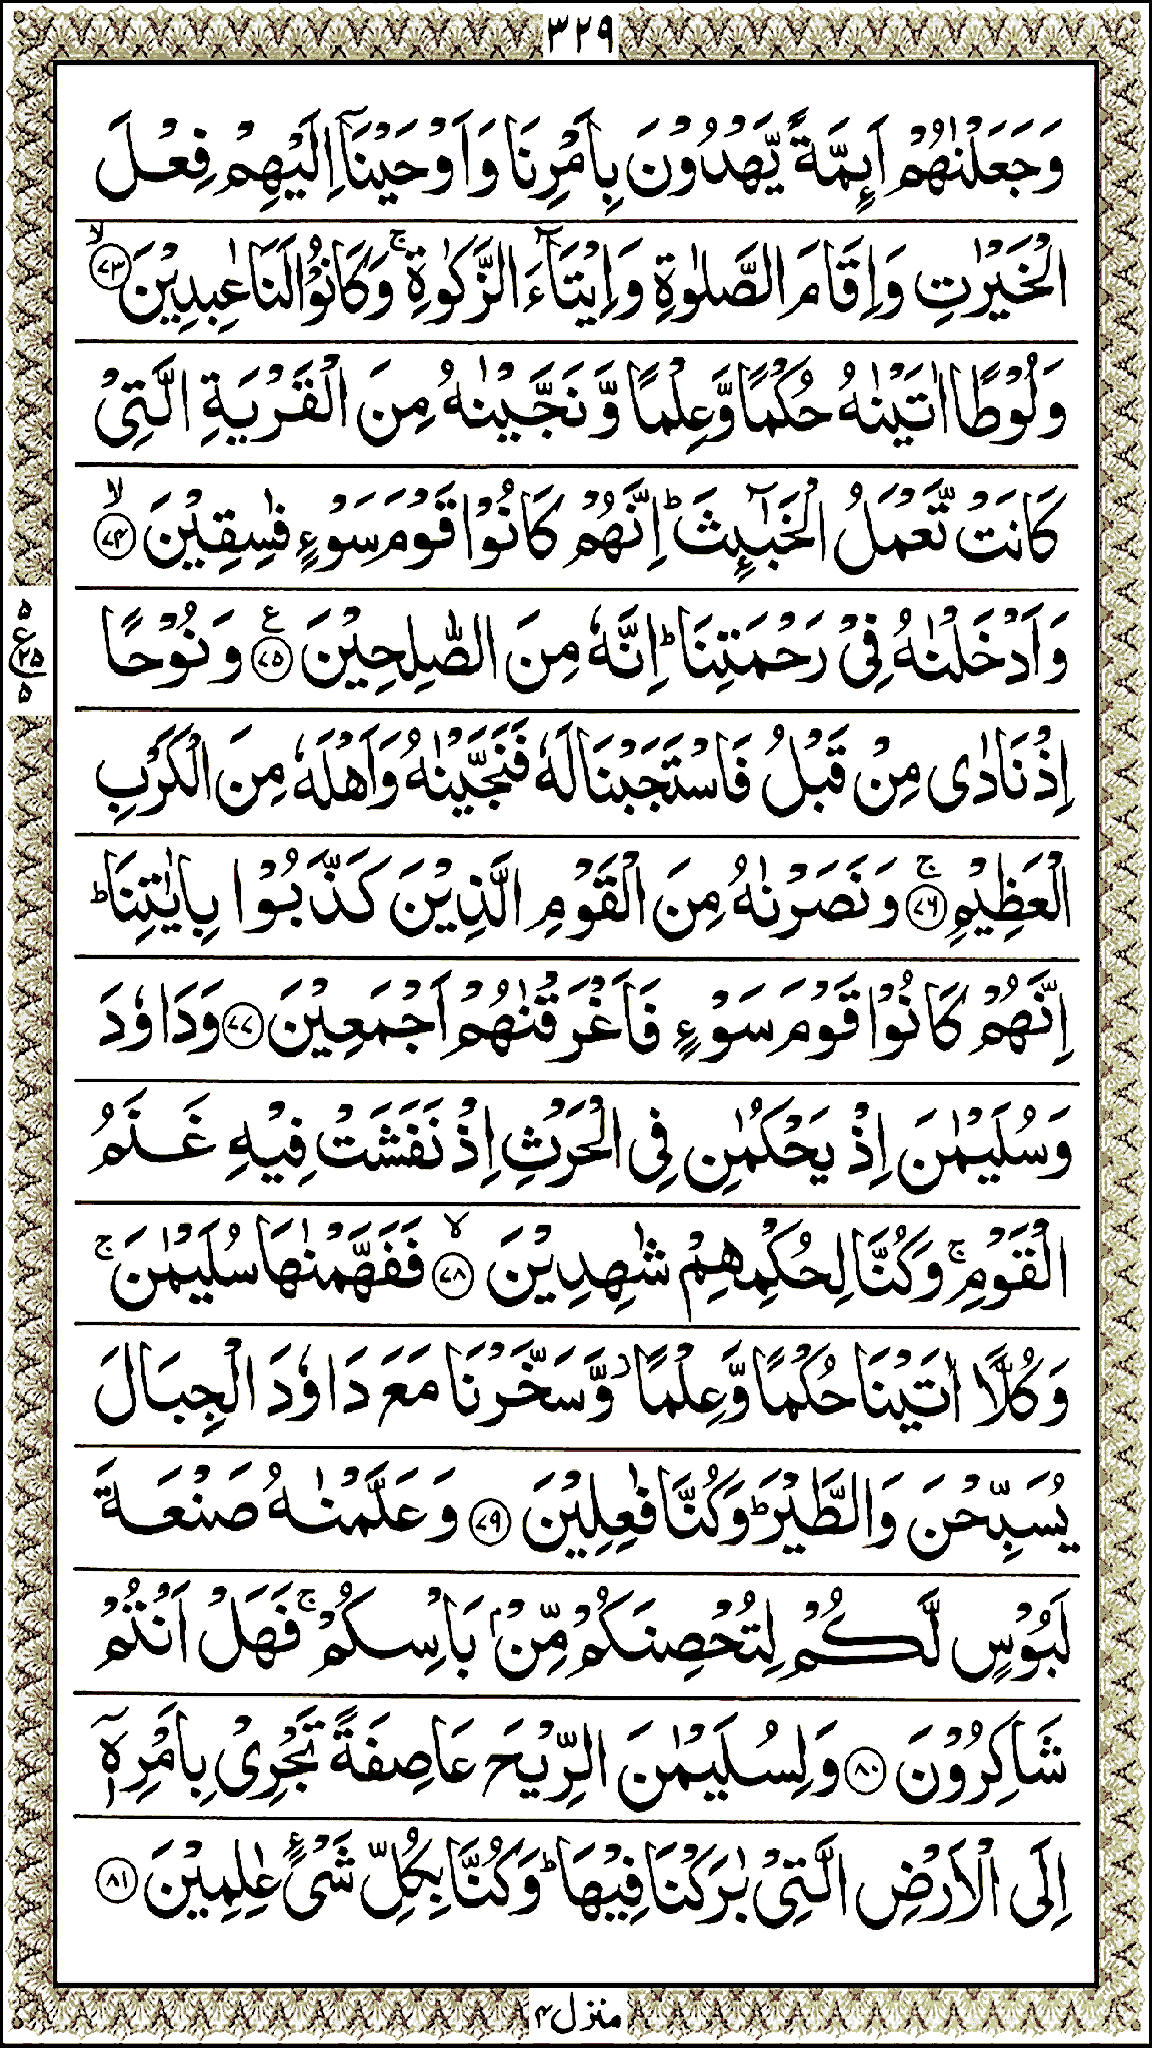 ٣٢٩
وَجَعَلْنٰهُمْ اَىِٕمَّةً یَّهْدُوْنَ بِاَمْرِنَا وَاَوْحَیْنَاۤ اِلَیْهِمْ فِعْلَ
الْخَیْرٰتِ وَاِقَامَ الصَّلٰوةِ وَاِیْتَآءَ الزَّكٰوةِ ۚ وَكَانُوْا لَنَا عٰبِدِیْنَ ۙ﴿٧٣﴾
وَلُوْطًا اٰتَیْنٰهُ حُكْمًا وَّعِلْمًا وَّنَجَّیْنٰهُ مِنَ الْقَرْیَةِ الَّتِیْ
كَانَتْ تَّعْمَلُ الْخَبٰٓىِٕثَ ؕ اِنَّهُمْ كَانُوْا قَوْمَ سَوْءٍ فٰسِقِیْنَ ۙ﴿٧٤﴾
وَاَدْخَلْنٰهُ فِیْ رَحْمَتِنَا ؕ اِنَّهٗ مِنَ الصّٰلِحِیْنَ ﴿٧٥﴾ ع وَنُوْحًا
٥ ع ٢٥ ٥
اِذْ نَادٰی مِنْ قَبْلُ فَاسْتَجَبْنَا لَهٗ فَنَجَّیْنٰهُ وَاَهْلَهٗ مِنَ الْكَرْبِ
الْعَظِیْمِ ۚ﴿٧٦﴾ وَنَصَرْنٰهُ مِنَ الْقَوْمِ الَّذِیْنَ كَذَّبُوْا بِاٰیٰتِنَا ؕ
اِنَّهُمْ كَانُوْا قَوْمَ سَوْءٍ فَاَغْرَقْنٰهُمْ اَجْمَعِیْنَ ﴿٧٧﴾ وَدَاوٗدَ
وَسُلَیْمٰنَ اِذْ یَحْكُمٰنِ فِی الْحَرْثِ اِذْ نَفَشَتْ فِیْهِ غَنَمُ
الْقَوْمِ ۚ وَكُنَّا لِحُكْمِهِمْ شٰهِدِیْنَ ۙ﴿٧٨﴾ فَفَهَّمْنٰهَا سُلَیْمٰنَ ۚ
وَكُلًّا اٰتَیْنَا حُكْمًا وَّعِلْمًا ؗ وَّسَخَّرْنَا مَعَ دَاوٗدَ الْجِبَالَ
یُسَبِّحْنَ وَالطَّیْرَ ؕ وَكُنَّا فٰعِلِیْنَ ﴿٧٩﴾ وَعَلَّمْنٰهُ صَنْعَةَ
لَبُوْسٍ لَّكُمْ لِتُحْصِنَكُمْ مِّنْۢ بَاْسِكُمْ ۚ فَهَلْ اَنْتُمْ
شَاكِرُوْنَ ﴿٨٠﴾ وَلِسُلَیْمٰنَ الرِّیْحَ عَاصِفَةً تَجْرِیْ بِاَمْرِهٖۤ
اِلَی الْاَرْضِ الَّتِیْ بٰرَكْنَا فِیْهَا ؕ وَكُنَّا بِكُلِّ شَیْءٍ عٰلِمِیْنَ ﴿٨١﴾
منزل ٤